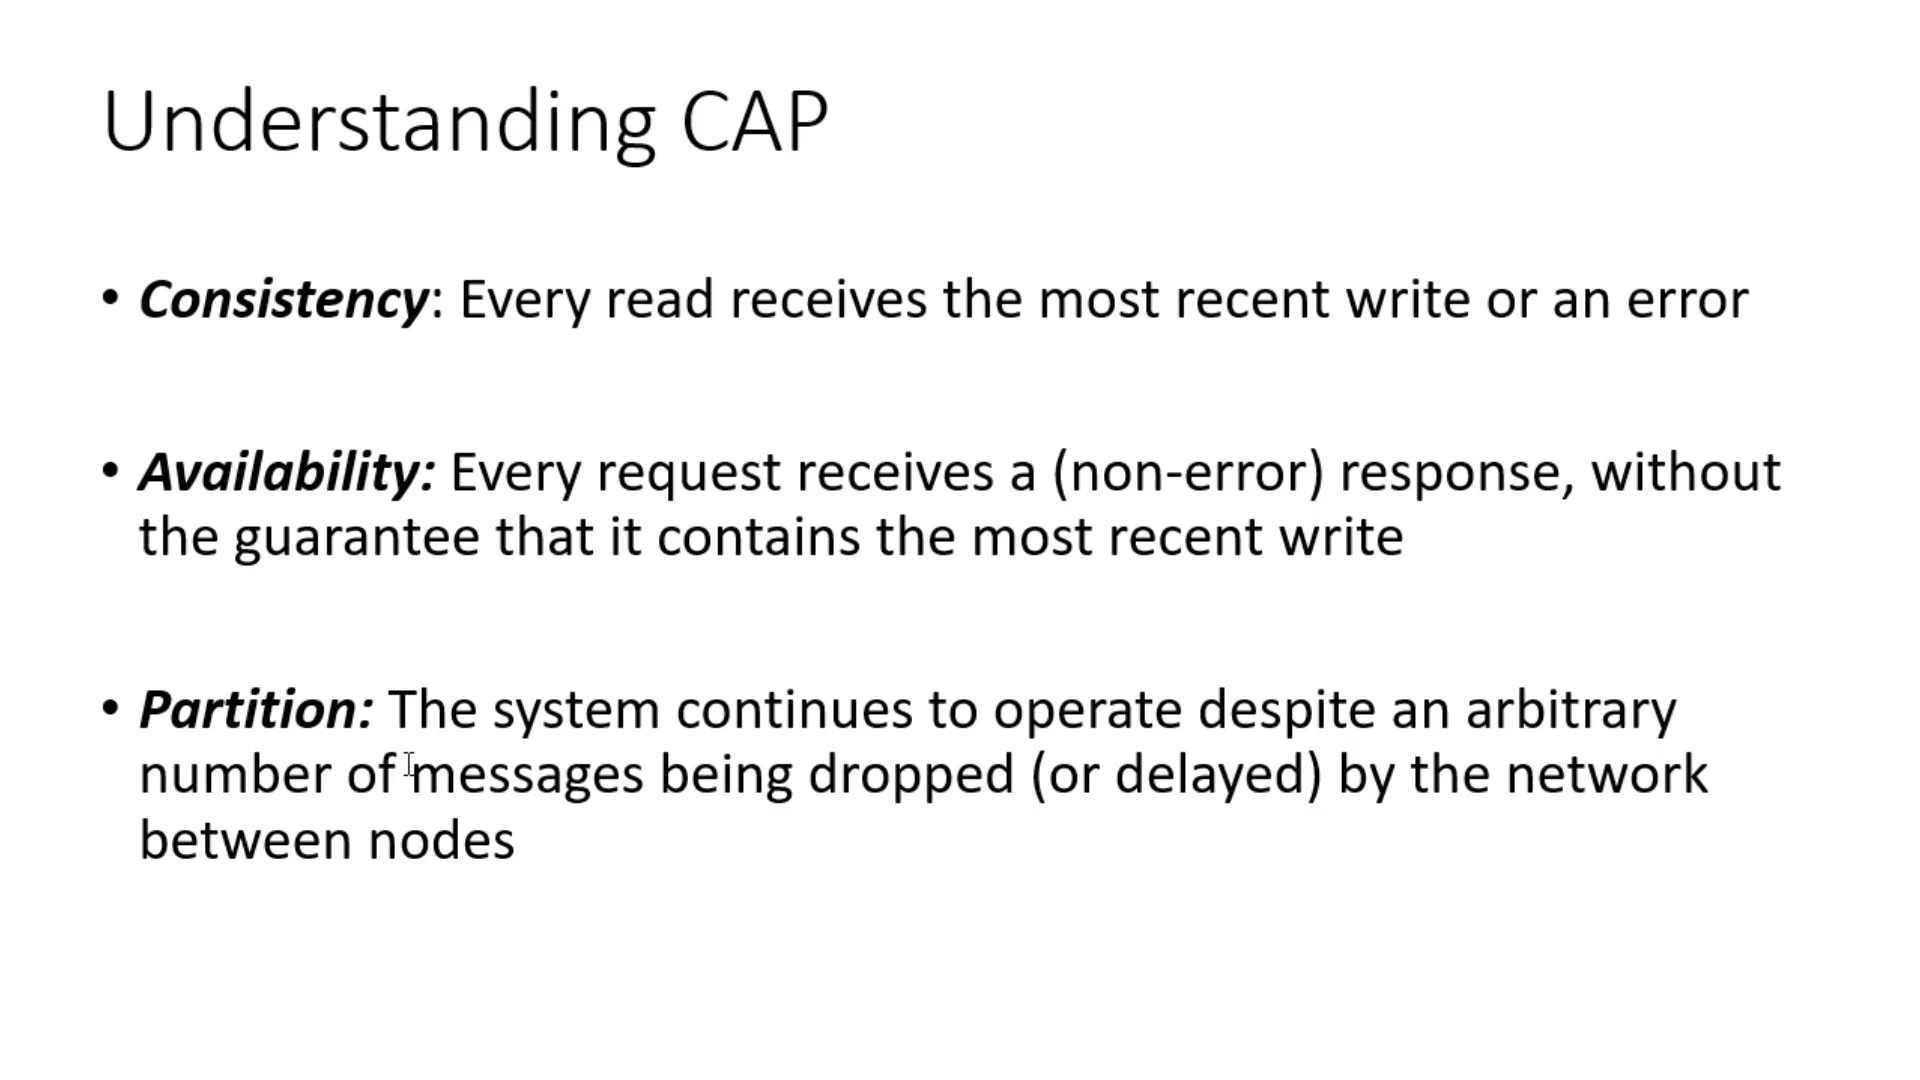 Understanding CAP
• Consistency: Every read receives the most recent write or an error
• Availability: Every request receives a (non-error) response, without
the guarantee that it contains the most recent write
• Partition: The system continues to operate despite an arbitrary
number of messages being dropped (or delayed) by the network
between nodes